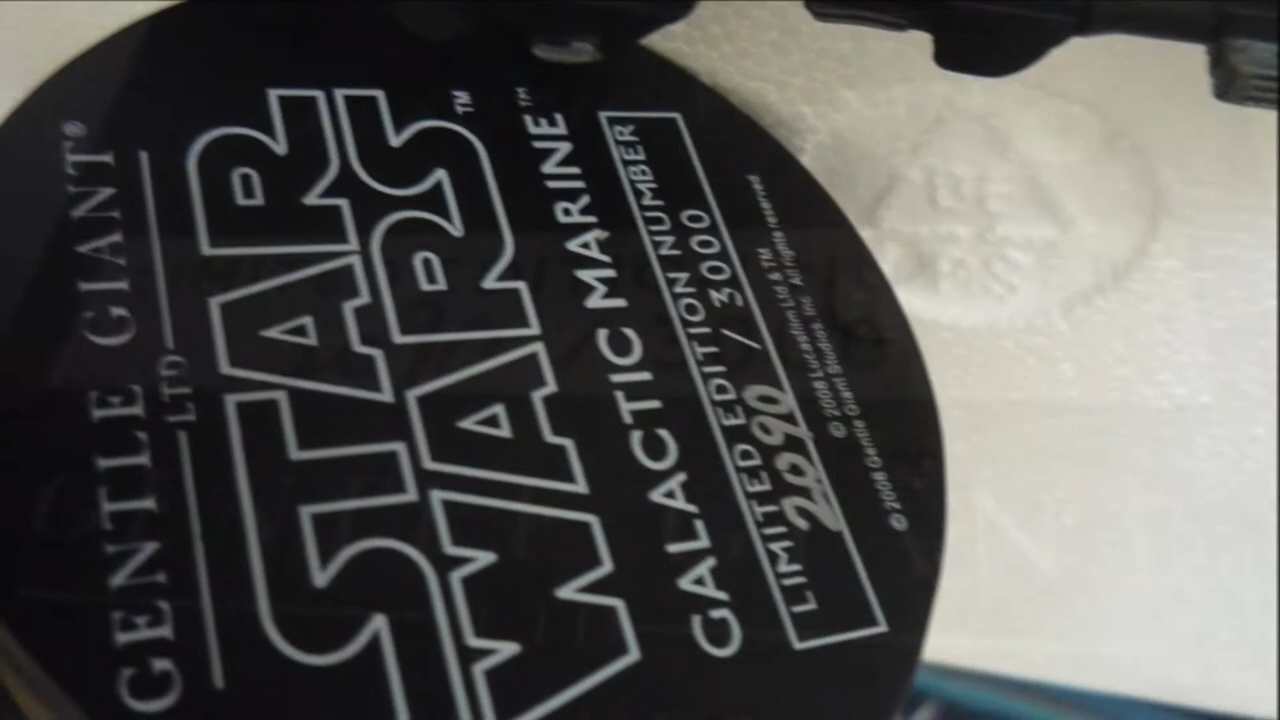 GENTLE GIANT®
LTD
STAR
WARS™
GALACTIC MARINE™
LIMITED EDITION NUMBER
2090 / 3000
© 2008 Lucasfilm Ltd & TM.
© 2008 Gentle Giant Studios, Inc. All rights reserved.